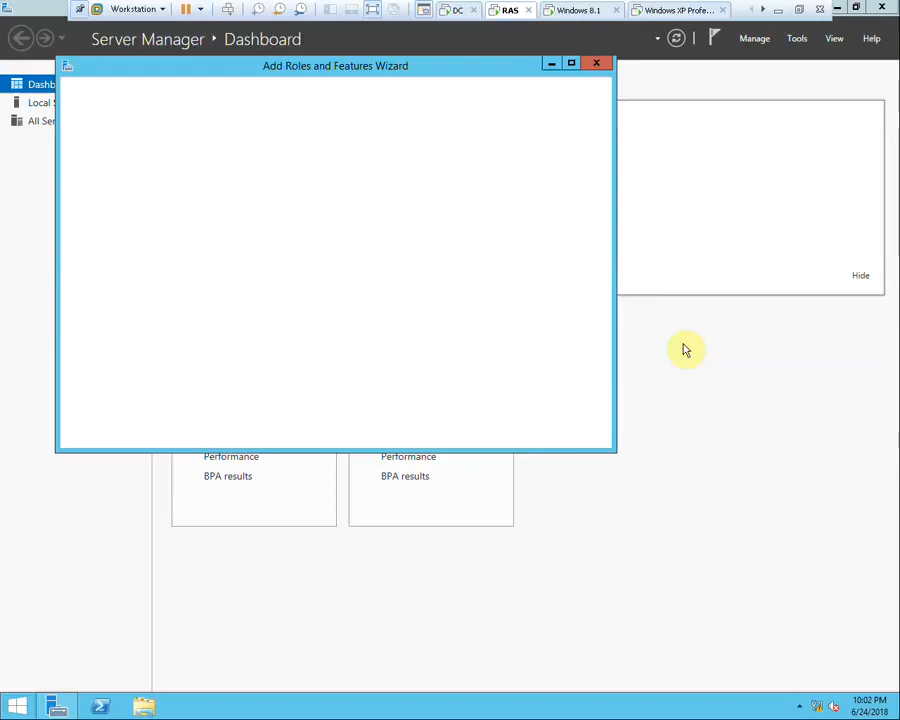 Workstation
DC
RAS
Windows 8.1
Windows XP Profe...
Server Manager
Dashboard
Manage
Tools
View
Help
Add Roles and Features Wizard
Dashb
Local
All Ser
Hide
Performance
Performance
BPA results
BPA results
10:02 PM
6/24/2018